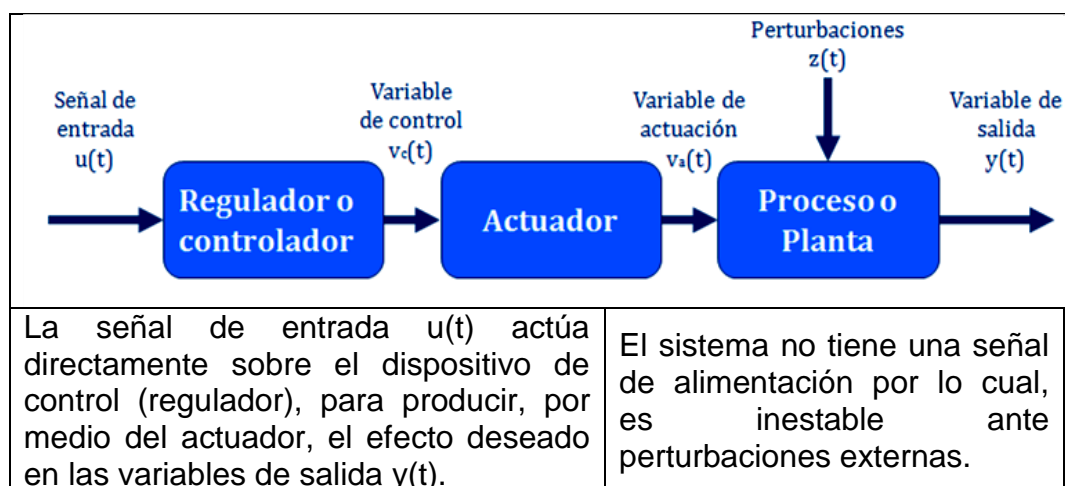 Perturbaciones
z(t)
Señal de
entrada
u(t)
Variable
de control
vc(t)
Variable de
actuación
va(t)
Variable de
salida
y(t)
Regulador o
controlador
Actuador
Proceso o
Planta
La señal de entrada u(t) actúa
directamente sobre el dispositivo de
control (regulador), para producir, por
medio del actuador, el efecto deseado
en las variables de salida y(t).
El sistema no tiene una señal
de alimentación por lo cual,
es inestable ante
perturbaciones externas.